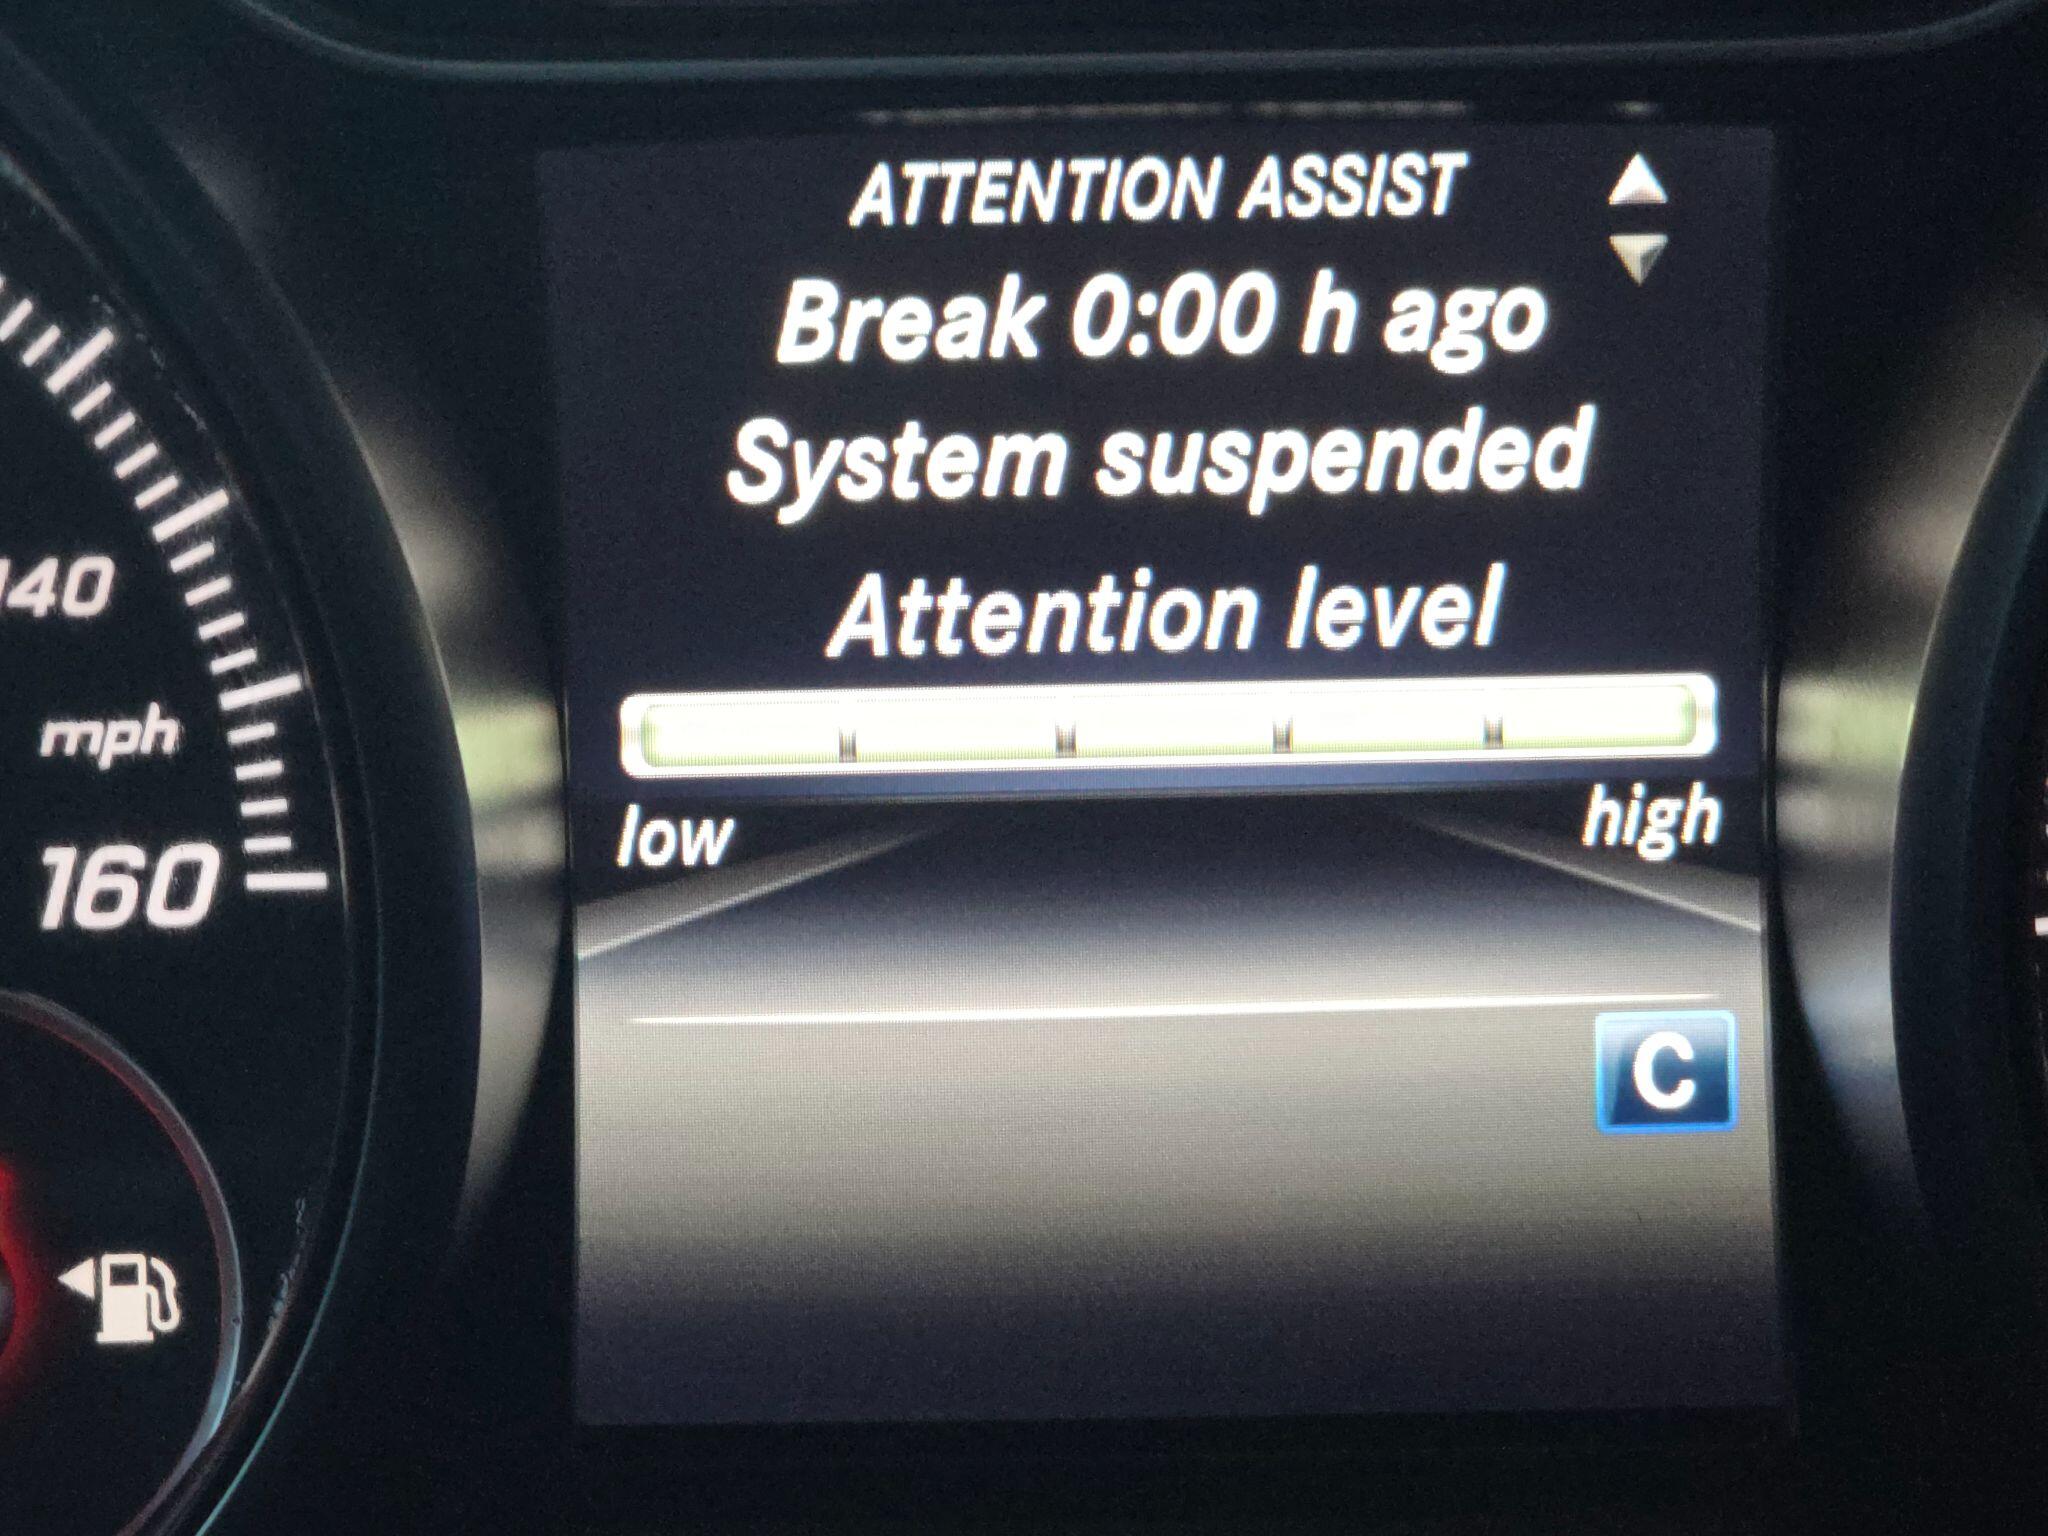 ATTENTION ASSIST
Break 0:00 h ago
System suspended
Attention level
low high
C
140
mph
160